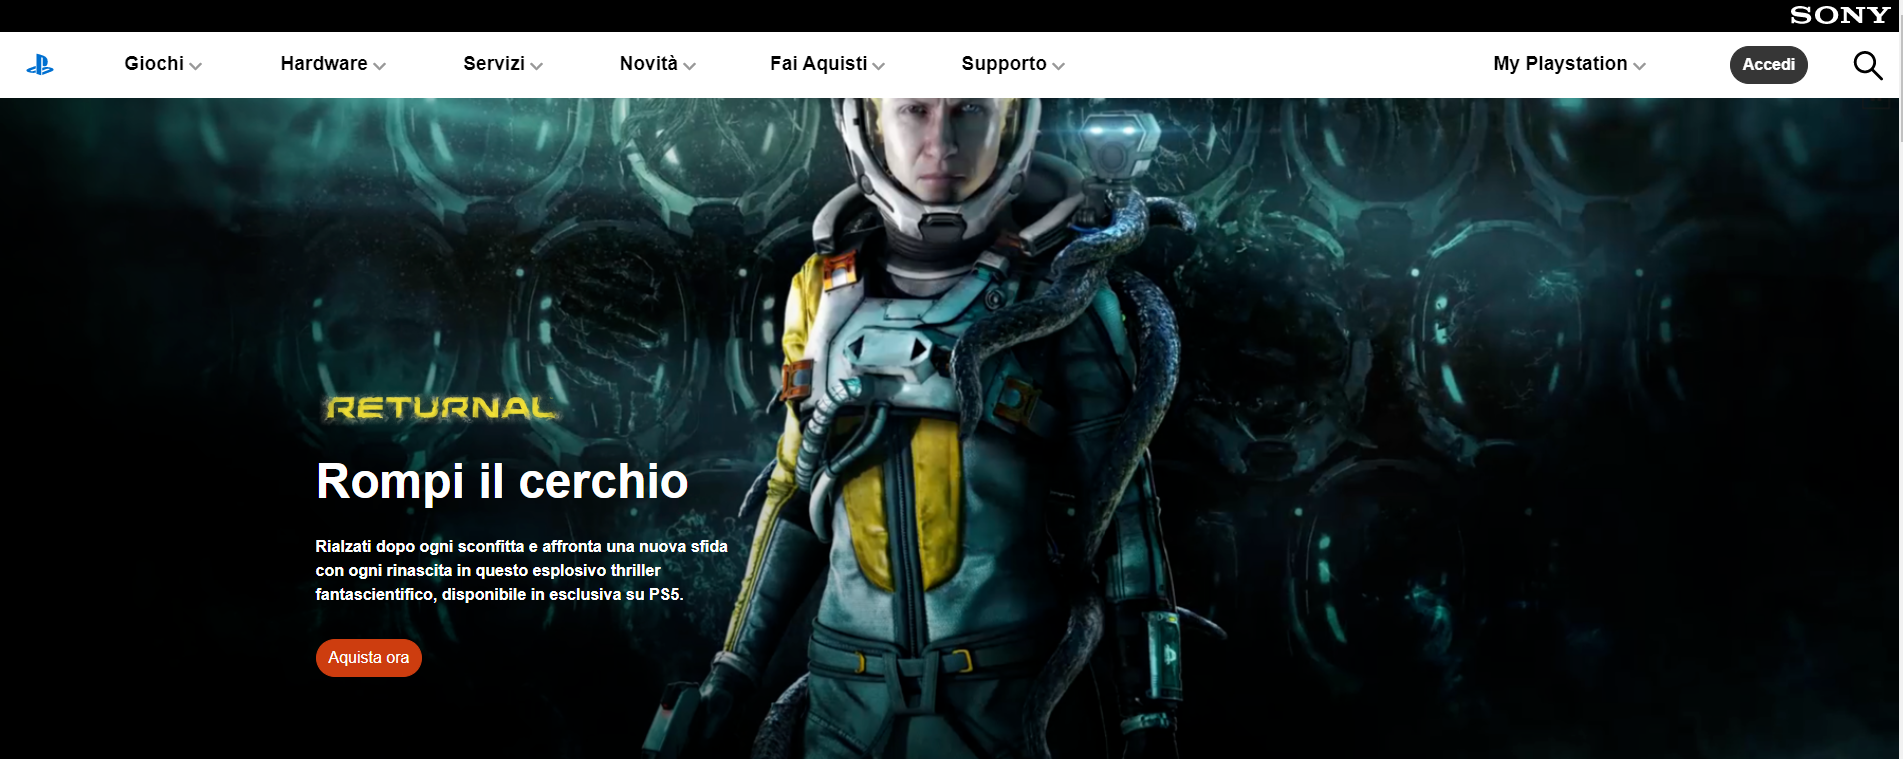 SONY
Giochi
Hardware
Servizi
Novità
Fai Aquisti
Supporto
My Playstation
Accedi
RETURNAL
Rompi il cerchio
Rialzati dopo ogni sconfitta e affronta una nuova sfida
con ogni rinascita in questo esplosivo thriller
fantascientifico, disponibile in esclusiva su PS5.
Aquista ora